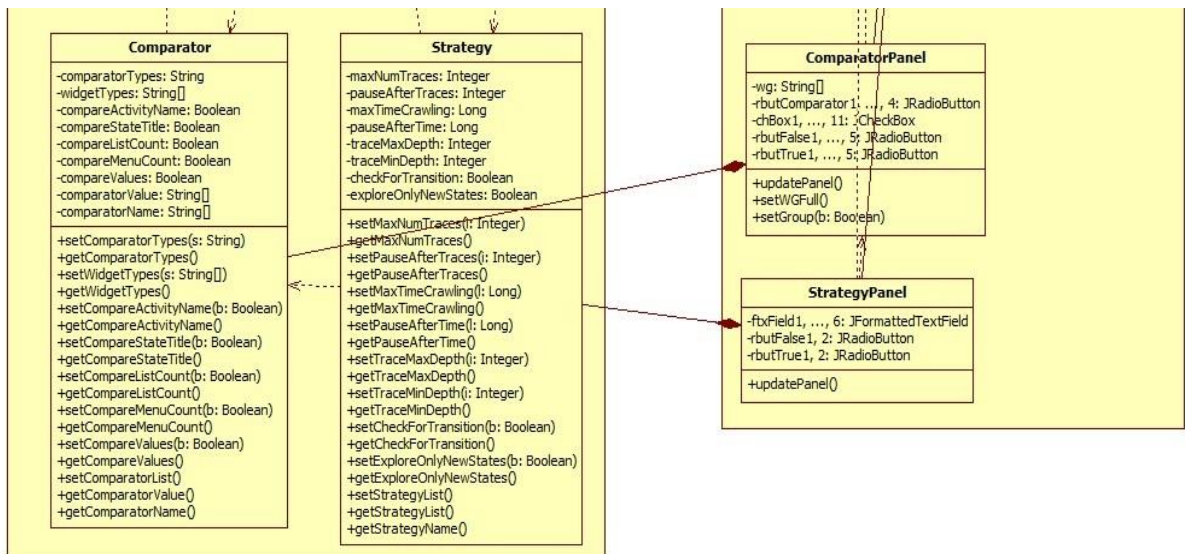 Comparator
-comparatorTypes: String
-widgetTypes: String[]
-compareActivityName: Boolean
-compareStateTitle: Boolean
-compareListCount: Boolean
-compareMenuCount: Boolean
-compareValues: Boolean
-comparatorValue: String[]
-comparatorName: String[]
+setComparatorTypes(s: String)
+getComparatorTypes()
+setWidgetTypes(s: String[])
+getWidgetTypes()
+setCompareActivityName(b: Boolean)
+getCompareActivityName()
+setCompareStateTitle(b: Boolean)
+getCompareStateTitle()
+setCompareListCount(b: Boolean)
+getCompareListCount()
+setCompareMenuCount(b: Boolean)
+getCompareMenuCount()
+setCompareValues(b: Boolean)
+getCompareValues()
+setComparatorList()
+getComparatorValue()
+getComparatorName()
Strategy
-maxNumTraces: Integer
-pauseAfterTraces: Integer
-maxTimeCrawling: Long
-pauseAfterTime: Long
-traceMaxDepth: Integer
-traceMinDepth: Integer
-checkForTransition: Boolean
-exploreOnlyNewStates: Boolean
+setMaxNumTraces(i: Integer)
+getMaxNumTraces()
+setPauseAfterTraces(i: Integer)
+getPauseAfterTraces()
+setMaxTimeCrawling(l: Long)
+getMaxTimeCrawling()
+setPauseAfterTime(l: Long)
+getPauseAfterTime()
+setTraceMaxDepth(i: Integer)
+getTraceMaxDepth()
+setTraceMinDepth(i: Integer)
+getTraceMinDepth()
+setCheckForTransition(b: Boolean)
+getCheckForTransition()
+setExploreOnlyNewStates(b: Boolean)
+getExploreOnlyNewStates()
+setStrategyList()
+getStrategyList()
+getStrategyName()
ComparatorPanel
-wg: String[]
-rbutComparator1, ..., 4: JRadioButton
-chBox1, ..., 11: JCheckBox
-rbutFalse1, ..., 5: JRadioButton
-rbutTrue1, ..., 5: JRadioButton
+updatePanel()
+setWGFull()
+setGroup(b: Boolean)
StrategyPanel
-ftxField1, ..., 6: JFormattedTextField
-rbutFalse1, 2: JRadioButton
-rbutTrue1, 2: JRadioButton
+updatePanel()